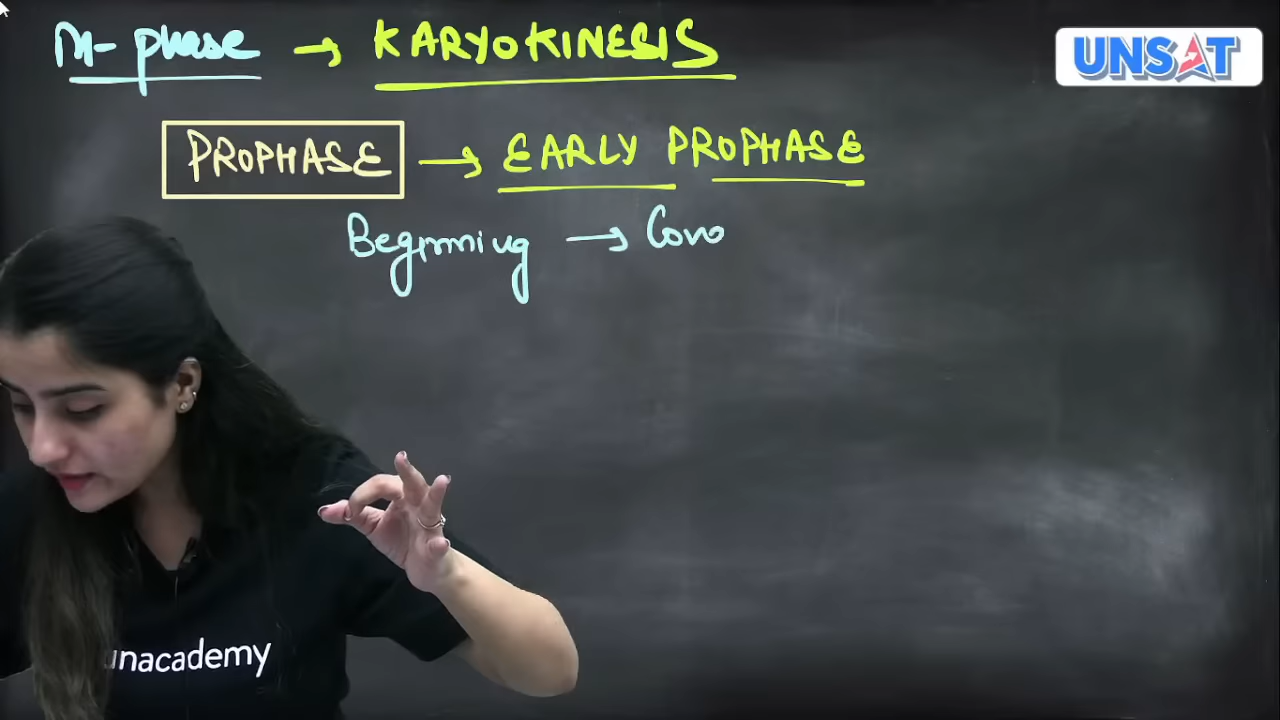 M-phase → KARYOKINESIS
UNSAT
PROPHASE → EARLY PROPHASE
Beginning → Cono
unacademy